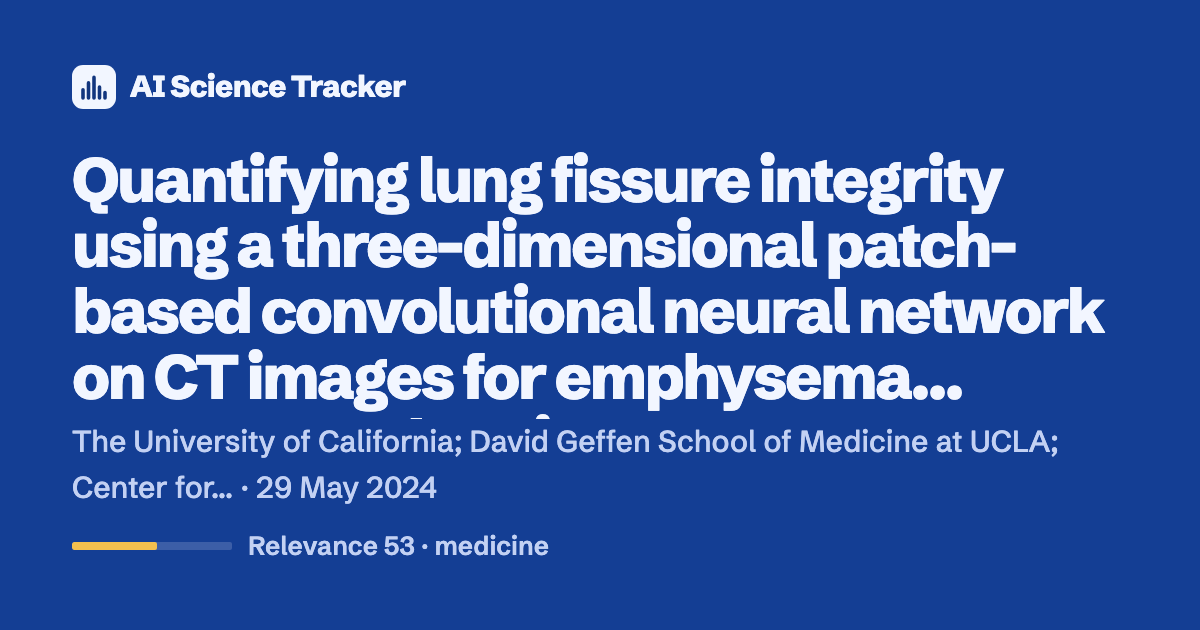 AI Science Tracker
Quantifying lung fissure integrity
using a three-dimensional patch-
based convolutional neural network
on CT images for emphysema...
The University of California; David Geffen School of Medicine at UCLA;
Center for... · 29 May 2024
Relevance 53 · medicine